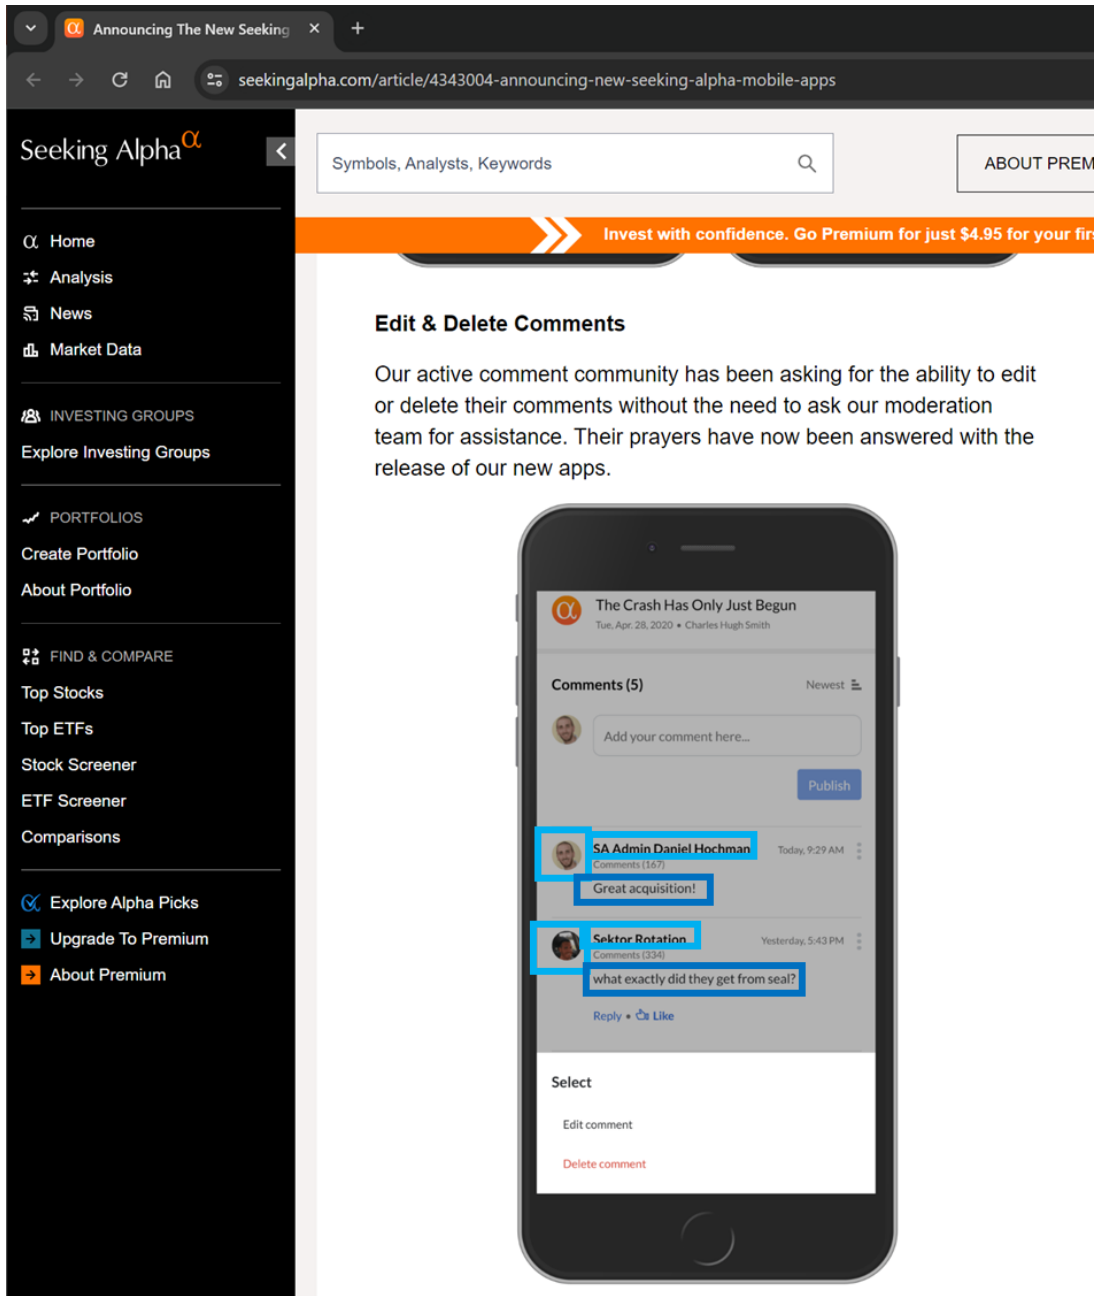 Announcing The New Seeking
seekingalpha.com/article/4343004-announcing-new-seeking-alpha-mobile-apps
Seeking Alpha α
Symbols, Analysts, Keywords
ABOUT PREM
Invest with confidence. Go Premium for just $4.95 for your firs
Home
Analysis
News
Market Data
INVESTING GROUPS
Explore Investing Groups
PORTFOLIOS
Create Portfolio
About Portfolio
FIND & COMPARE
Top Stocks
Top ETFs
Stock Screener
ETF Screener
Comparisons
Explore Alpha Picks
Upgrade To Premium
About Premium
Edit & Delete Comments
Our active comment community has been asking for the ability to edit
or delete their comments without the need to ask our moderation
team for assistance. Their prayers have now been answered with the
release of our new apps.
The Crash Has Only Just Begun
Tue, Apr. 28, 2020 • Charles Hugh Smith
Comments (5) Newest
Add your comment here...
Publish
SA Admin Daniel Hochman Today, 9:29 AM
Comments (167)
Great acquisition!
Sektor Rotation Yesterday, 5:43 PM
Comments (334)
what exactly did they get from seal?
Reply • Like
Select
Edit comment
Delete comment